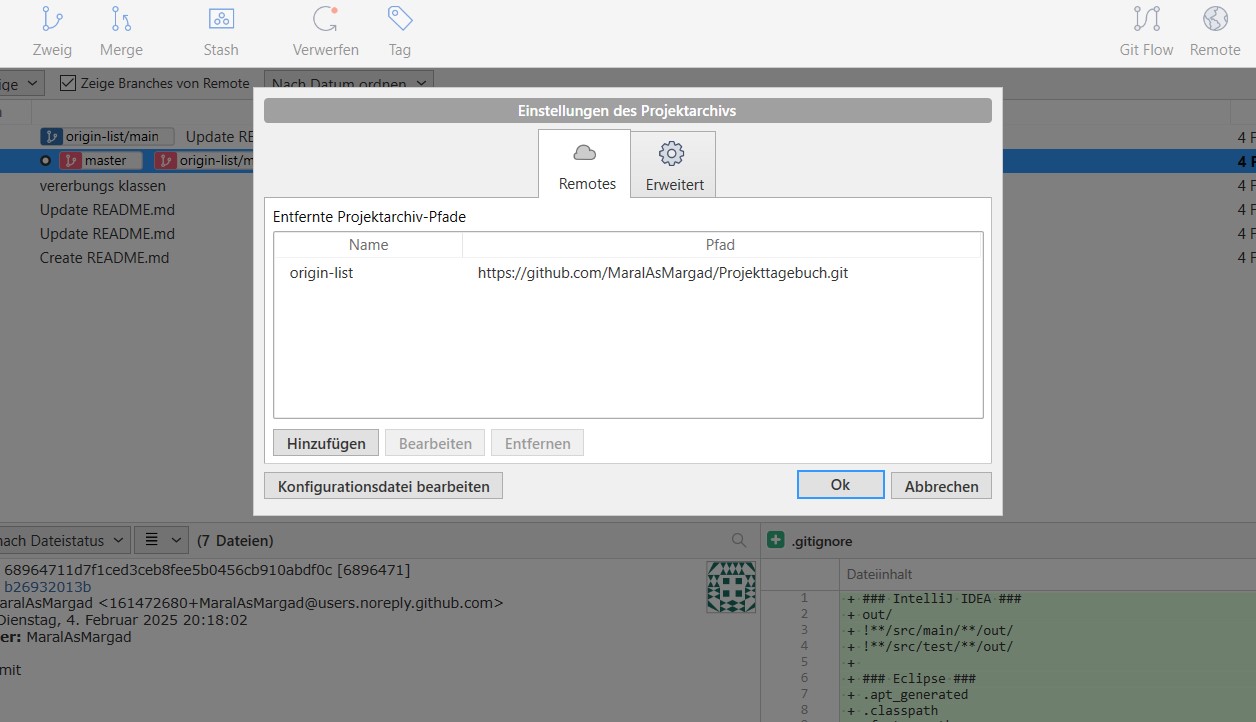 Zweig Merge Stash Verwerfen Tag Git Flow Remote
ige Zeige Branches von Remote Nach Datum ordnen
Einstellungen des Projektarchivs
origin-list/main Update RE 4 F
master origin-list/m 4 F
vererbungs klassen 4 F
Update README.md 4 F
Update README.md 4 F
Create README.md 4 F
Remotes Erweitert
Entfernte Projektarchiv-Pfade
Name Pfad
origin-list https://github.com/MaralAsMargad/Projekttagebuch.git
Hinzufügen Bearbeiten Entfernen
Konfigurationsdatei bearbeiten Ok Abbrechen
nach Dateistatus (7 Dateien)
68964711d7f1ced3ceb8fee5b0456cb910abdf0c [6896471]
b26932013b
aralAsMargad <161472680+MaralAsMargad@users.noreply.github.com>
Dienstag, 4. Februar 2025 20:18:02
er: MaralAsMargad
mit
.gitignore
Dateiinhalt
1 + ### IntelliJ IDEA ###
2 + out/
3 + !**/src/main/**/out/
4 + !**/src/test/**/out/
5 +
6 + ### Eclipse ###
7 + .apt_generated
8 + .classpath